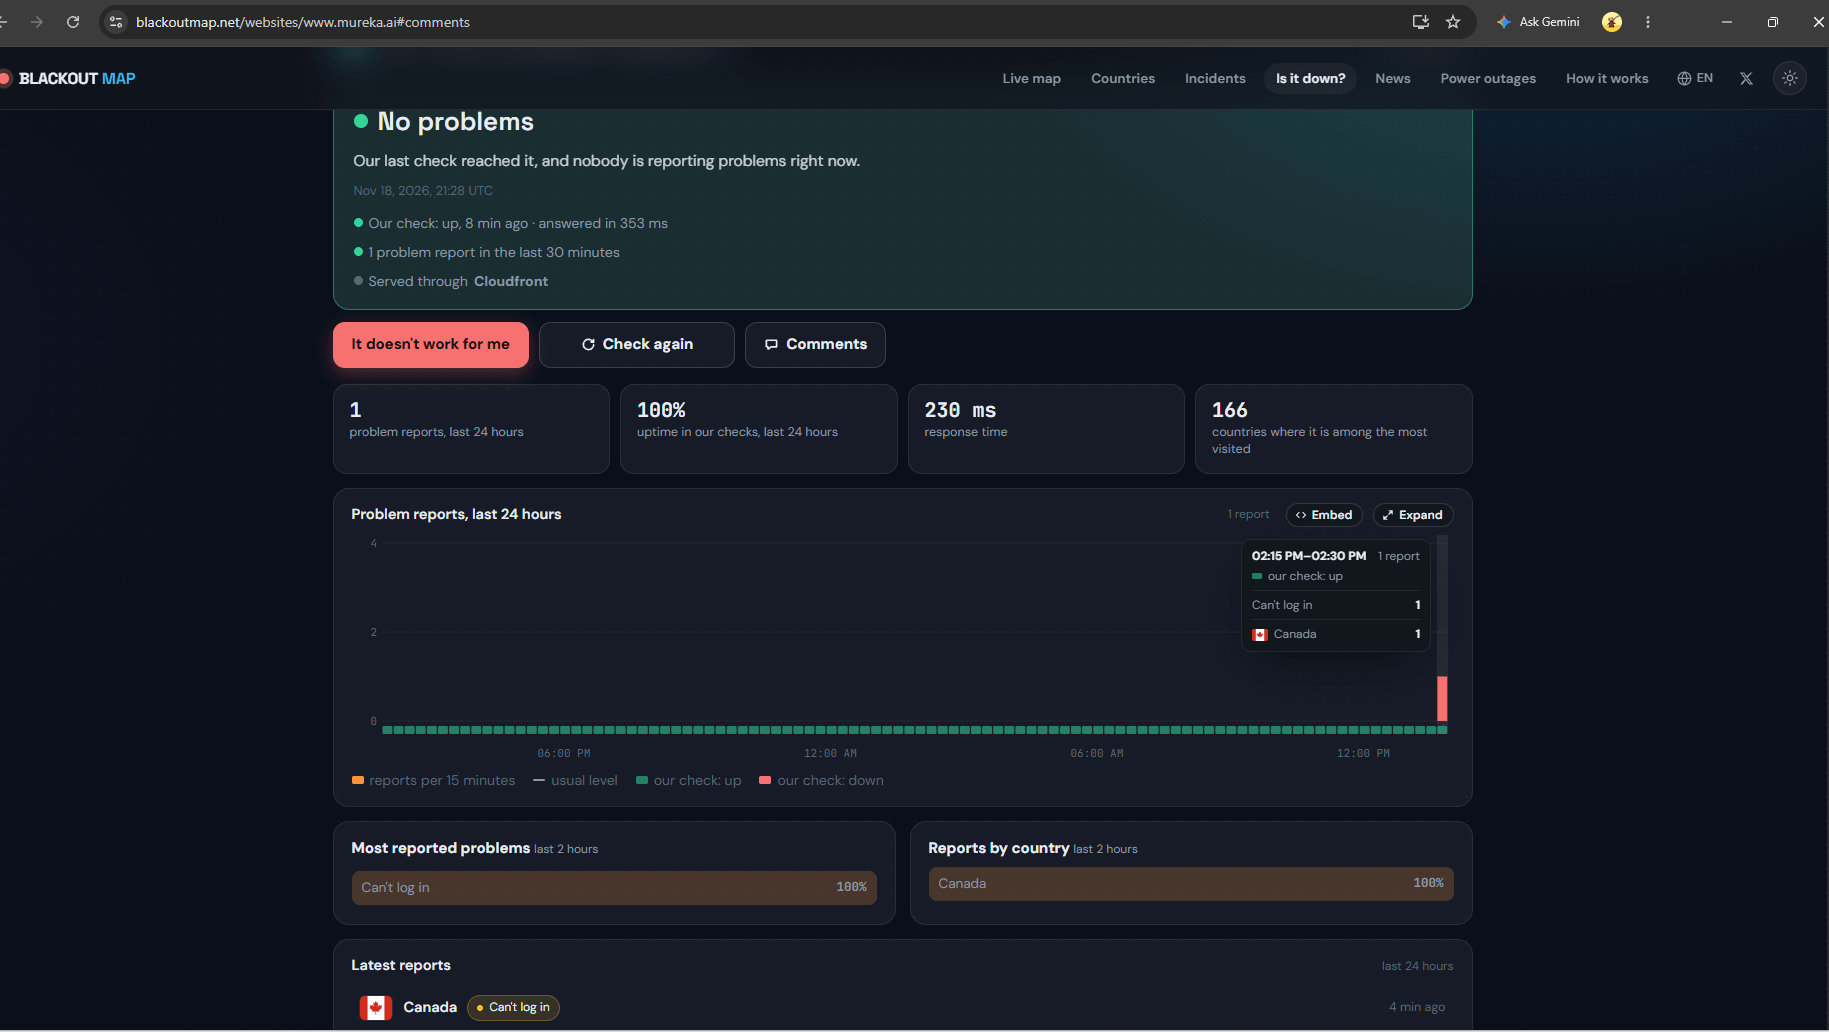 blackoutmap.net/websites/www.mureka.ai#comments
Ask Gemini
BLACKOUT MAP
Live map
Countries
Incidents
Is it down?
News
Power outages
How it works
EN
No problems
Our last check reached it, and nobody is reporting problems right now.
Nov 18, 2026, 21:28 UTC
Our check: up, 8 min ago · answered in 353 ms
1 problem report in the last 30 minutes
Served through Cloudfront
It doesn't work for me
Check again
Comments
1
problem reports, last 24 hours
100%
uptime in our checks, last 24 hours
230 ms
response time
166
countries where it is among the most
visited
Problem reports, last 24 hours
1 report
Embed
Expand
4
2
0
02:15 PM–02:30 PM 1 report
our check: up
Can't log in 1
Canada 1
06:00 PM
12:00 AM
06:00 AM
12:00 PM
reports per 15 minutes
usual level
our check: up
our check: down
Most reported problems last 2 hours
Can't log in 100%
Reports by country last 2 hours
Canada 100%
Latest reports
last 24 hours
Canada
Can't log in
4 min ago